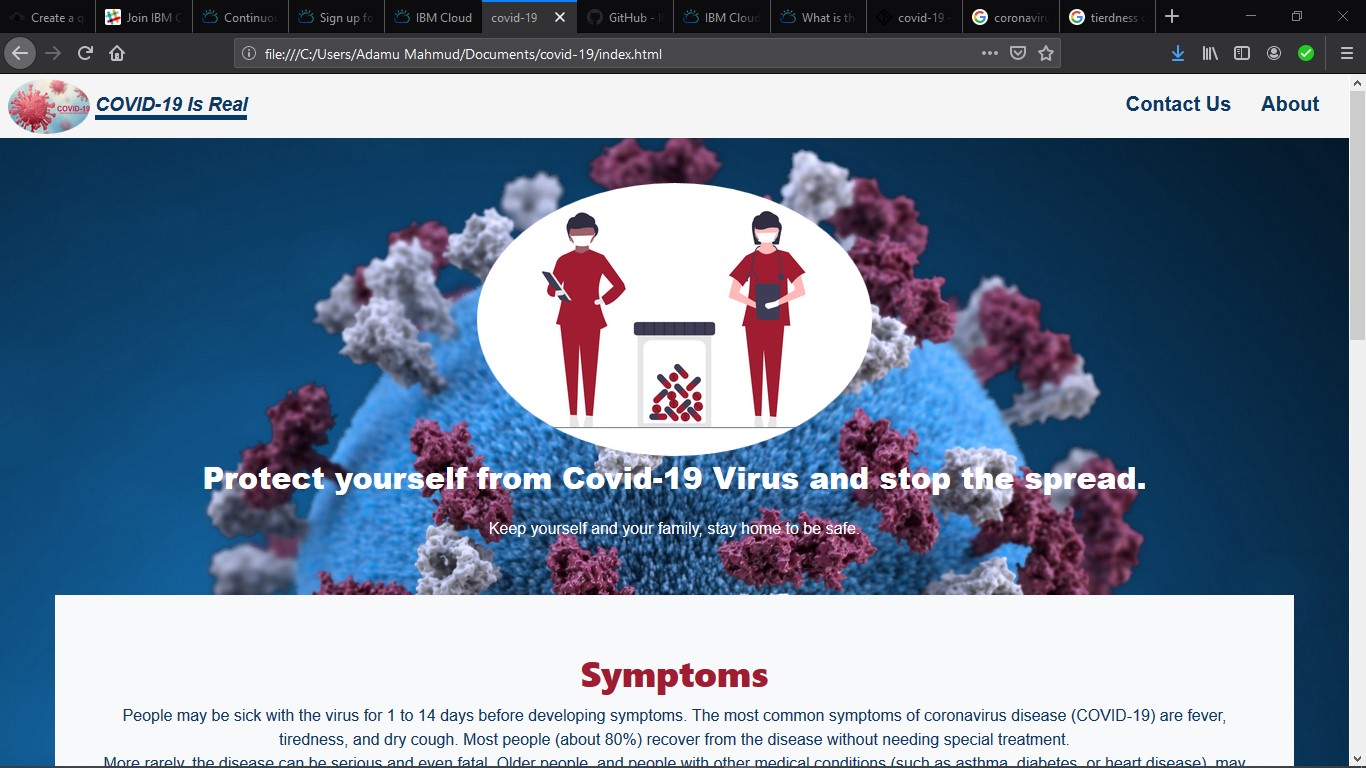 Create a q
Join IBM C
Continuou
Sign up fo
IBM Cloud
covid-19
GitHub - I
IBM Cloud
What is th
covid-19 -
coronaviru
tierdness o
file:///C:/Users/Adamu Mahmud/Documents/covid-19/index.html
COVID-19
COVID-19 Is Real
Contact Us
About
Protect yourself from Covid-19 Virus and stop the spread.
Keep yourself and your family, stay home to be safe.
Symptoms
People may be sick with the virus for 1 to 14 days before developing symptoms. The most common symptoms of coronavirus disease (COVID-19) are fever,
tiredness, and dry cough. Most people (about 80%) recover from the disease without needing special treatment.
More rarely, the disease can be serious and even fatal. Older people, and people with other medical conditions (such as asthma, diabetes, or heart disease), may